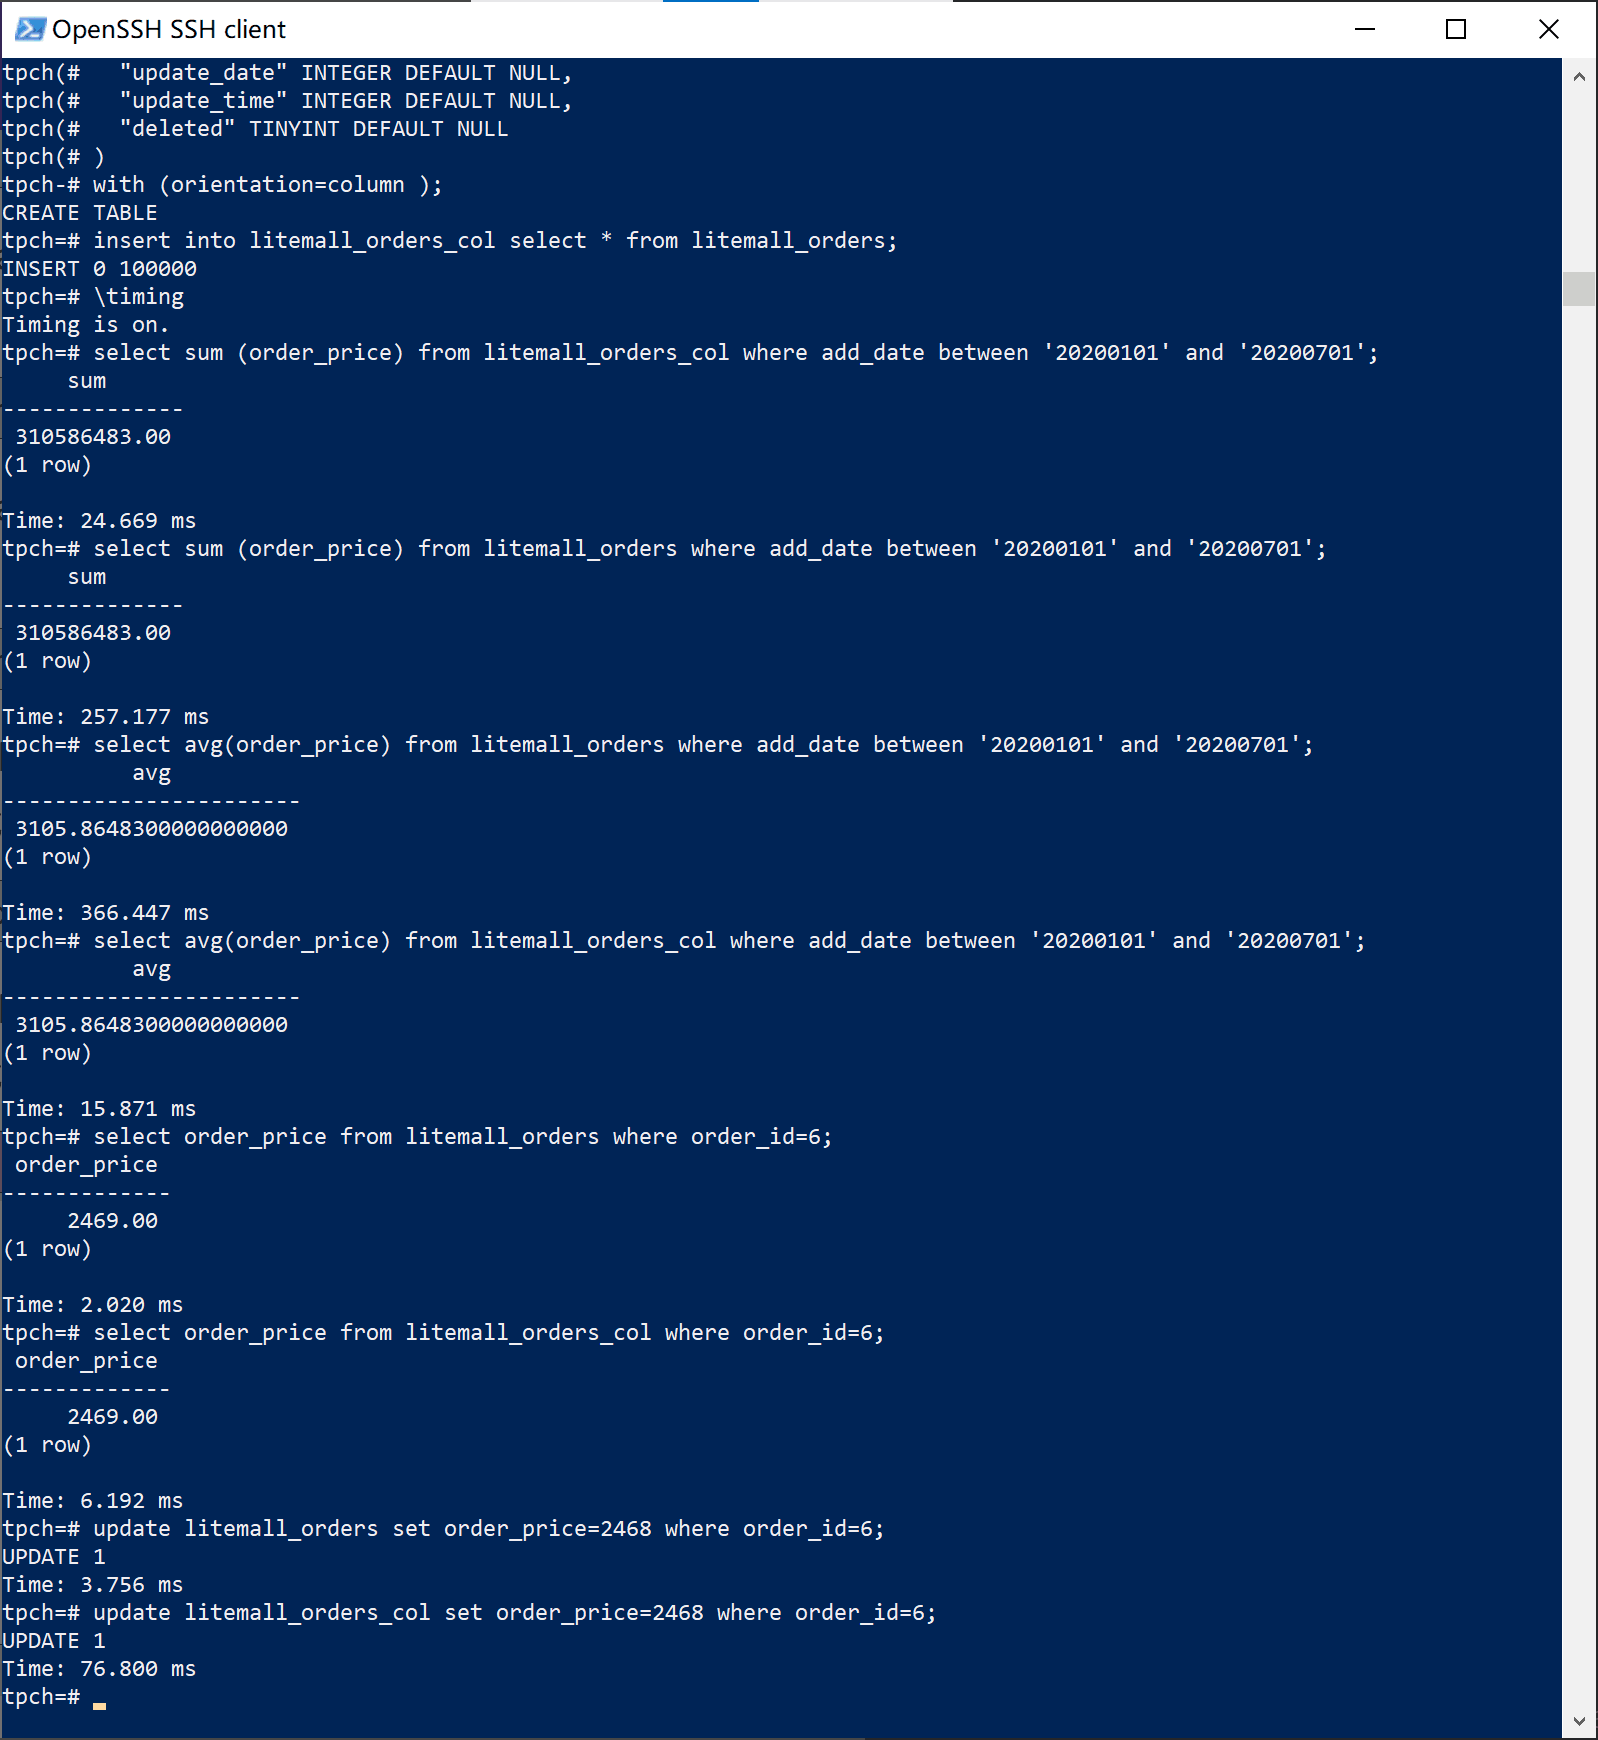 OpenSSH SSH client
tpch(#   "update_date" INTEGER DEFAULT NULL,
tpch(#   "update_time" INTEGER DEFAULT NULL,
tpch(#   "deleted" TINYINT DEFAULT NULL
tpch(# )
tpch-# with (orientation=column );
CREATE TABLE
tpch=# insert into litemall_orders_col select * from litemall_orders;
INSERT 0 100000
tpch=# \timing
Timing is on.
tpch=# select sum (order_price) from litemall_orders_col where add_date between '20200101' and '20200701';
     sum
--------------
 310586483.00
(1 row)

Time: 24.669 ms
tpch=# select sum (order_price) from litemall_orders where add_date between '20200101' and '20200701';
     sum
--------------
 310586483.00
(1 row)

Time: 257.177 ms
tpch=# select avg(order_price) from litemall_orders where add_date between '20200101' and '20200701';
          avg
-----------------------
 3105.8648300000000000
(1 row)

Time: 366.447 ms
tpch=# select avg(order_price) from litemall_orders_col where add_date between '20200101' and '20200701';
          avg
-----------------------
 3105.8648300000000000
(1 row)

Time: 15.871 ms
tpch=# select order_price from litemall_orders where order_id=6;
 order_price
-------------
     2469.00
(1 row)

Time: 2.020 ms
tpch=# select order_price from litemall_orders_col where order_id=6;
 order_price
-------------
     2469.00
(1 row)

Time: 6.192 ms
tpch=# update litemall_orders set order_price=2468 where order_id=6;
UPDATE 1
Time: 3.756 ms
tpch=# update litemall_orders_col set order_price=2468 where order_id=6;
UPDATE 1
Time: 76.800 ms
tpch=#